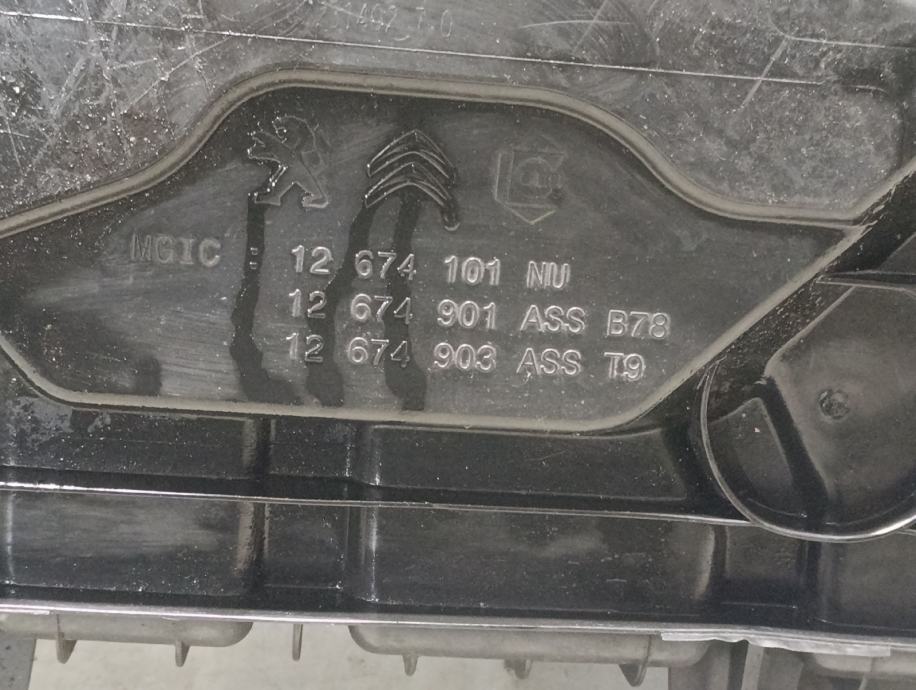 MGIC : 12 674 101 NU
12 674 901 ASS B78
12 674 903 ASS T9